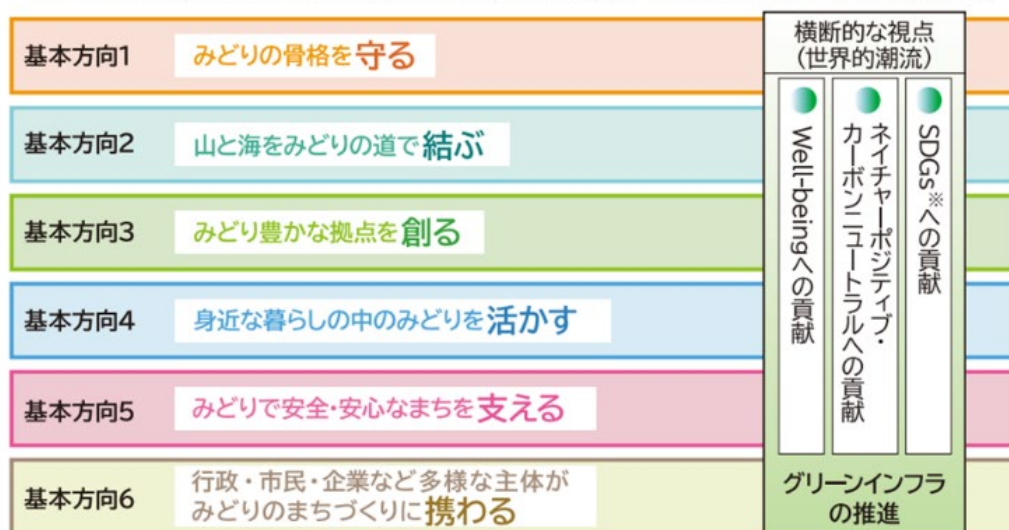 基本方向1
みどりの骨格を守る
基本方向2
山と海をみどりの道で結ぶ
基本方向3
みどり豊かな拠点を創る
基本方向4
身近な暮らしの中のみどりを活かす
基本方向5
みどりで安全・安心なまちを支える
基本方向6
行政・市民・企業など多様な主体が
みどりのまちづくりに携わる
横断的な視点
(世界的潮流)
SDGs※への貢献
ネイチャーポジティブ・
カーボンニュートラルへの貢献
Well-beingへの貢献
グリーンインフラ
の推進